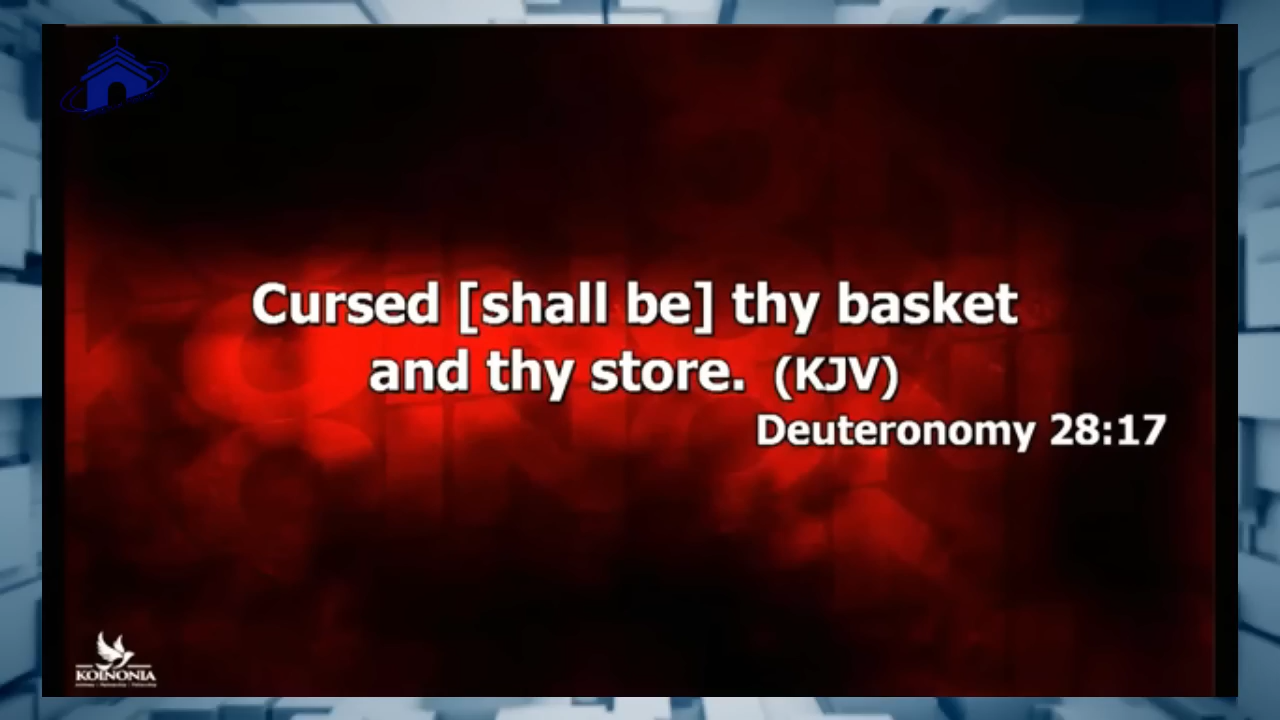 Cursed [shall be] thy basket
and thy store. (KJV)
Deuteronomy 28:17
KOINONIA